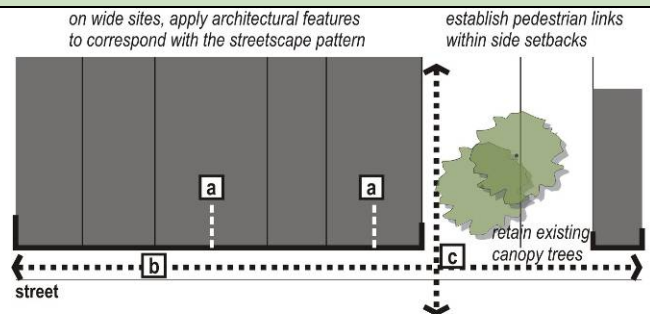 on wide sites, apply architectural features
to correspond with the streetscape pattern
establish pedestrian links
within side setbacks
a
a
retain existing
canopy trees
b
c
street